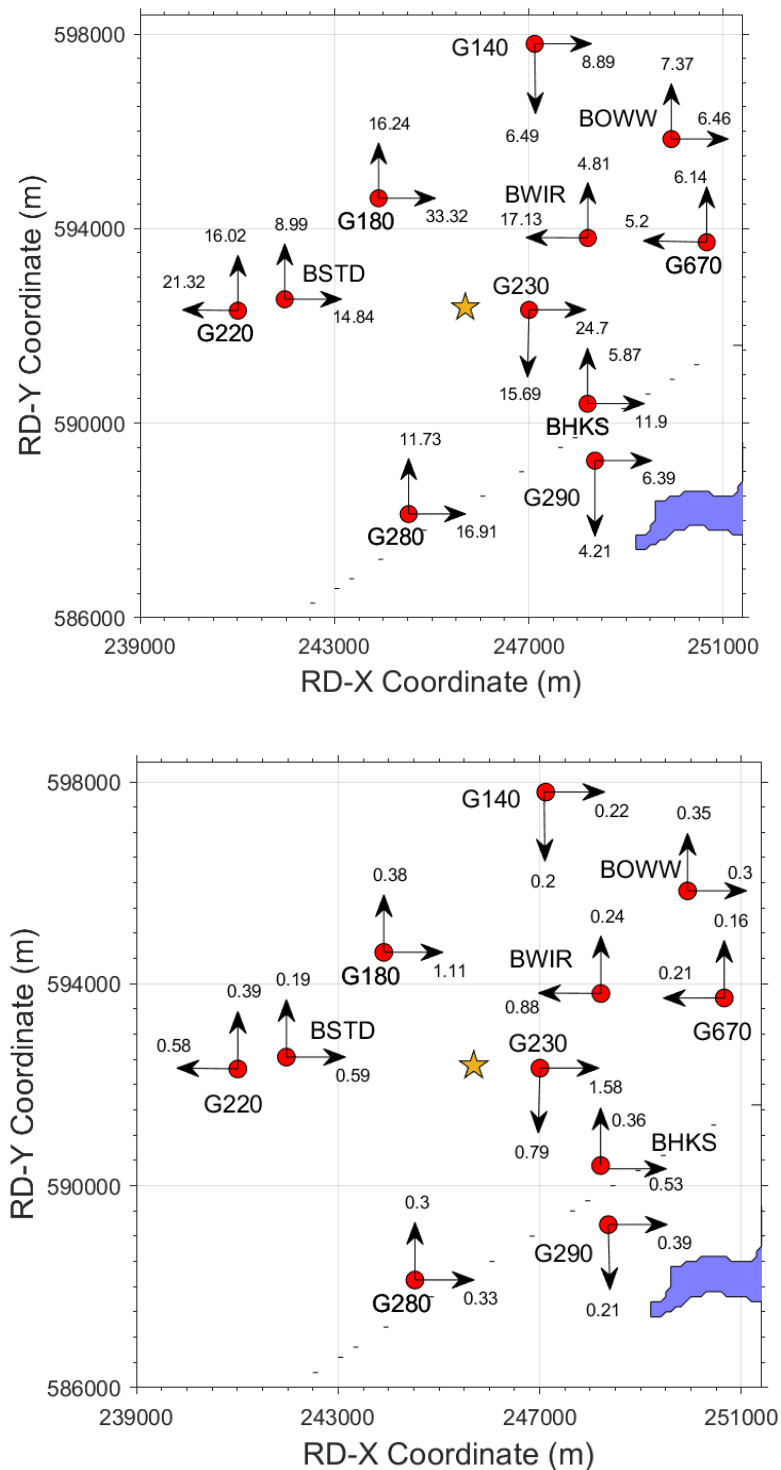 598000
G140
8.89
7.37
6.49
BOWW
6.46
16.24
4.81
6.14
BWIR
594000
G180
33.32
17.13
5.2
G670
16.02
8.99
21.32
BSTD
G230
14.84
G220
24.7
5.87
15.69
590000
BHKS
11.9
11.73
G290
6.39
G280
16.91
4.21
586000
239000
243000
247000
251000
RD-X Coordinate (m)
RD-Y Coordinate (m)
598000
G140
0.22
0.35
0.2
BOWW
0.3
0.38
0.24
0.16
BWIR
594000
G180
1.11
0.88
0.21
G670
0.39
0.19
0.58
BSTD
G230
0.59
G220
1.58
0.36
0.79
BHKS
590000
0.53
0.3
G290
0.39
G280
0.33
0.21
586000
239000
243000
247000
251000
RD-X Coordinate (m)
RD-Y Coordinate (m)